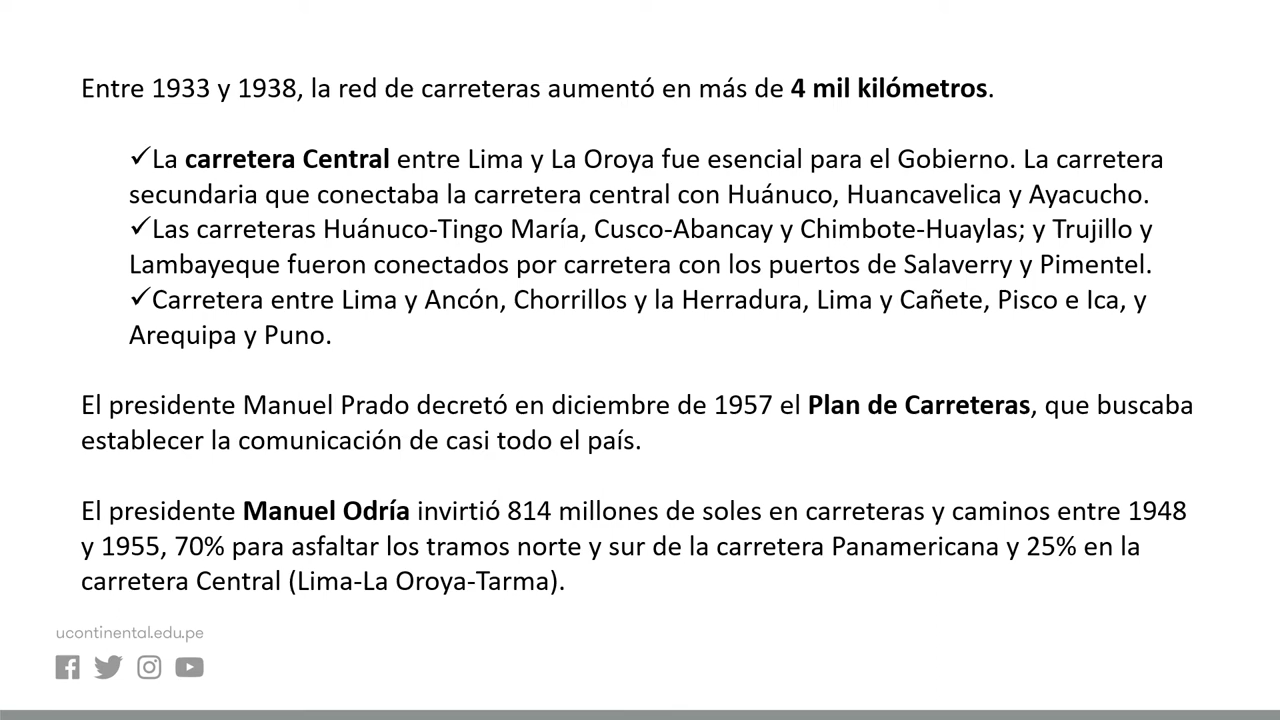 Entre 1933 y 1938, la red de carreteras aumentó en más de 4 mil kilómetros.
✓La carretera Central entre Lima y La Oroya fue esencial para el Gobierno. La carretera
secundaria que conectaba la carretera central con Huánuco, Huancavelica y Ayacucho.
✓Las carreteras Huánuco-Tingo María, Cusco-Abancay y Chimbote-Huaylas; y Trujillo y
Lambayeque fueron conectados por carretera con los puertos de Salaverry y Pimentel.
✓Carretera entre Lima y Ancón, Chorrillos y la Herradura, Lima y Cañete, Pisco e Ica, y
Arequipa y Puno.
El presidente Manuel Prado decretó en diciembre de 1957 el Plan de Carreteras, que buscaba
establecer la comunicación de casi todo el país.
El presidente Manuel Odría invirtió 814 millones de soles en carreteras y caminos entre 1948
y 1955, 70% para asfaltar los tramos norte y sur de la carretera Panamericana y 25% en la
carretera Central (Lima-La Oroya-Tarma).
ucontinental.edu.pe